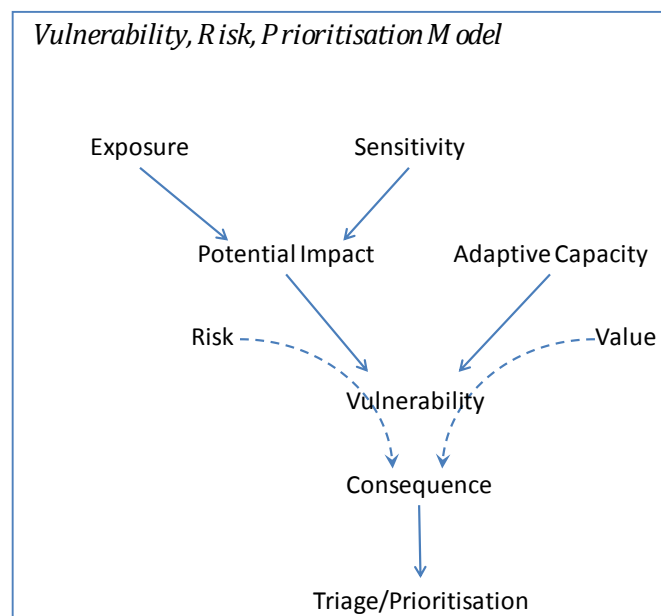 Vulnerability, Risk, Prioritisation Model
Exposure
Sensitivity
Potential Impact
Adaptive Capacity
Risk
Value
Vulnerability
Consequence
Triage/Prioritisation